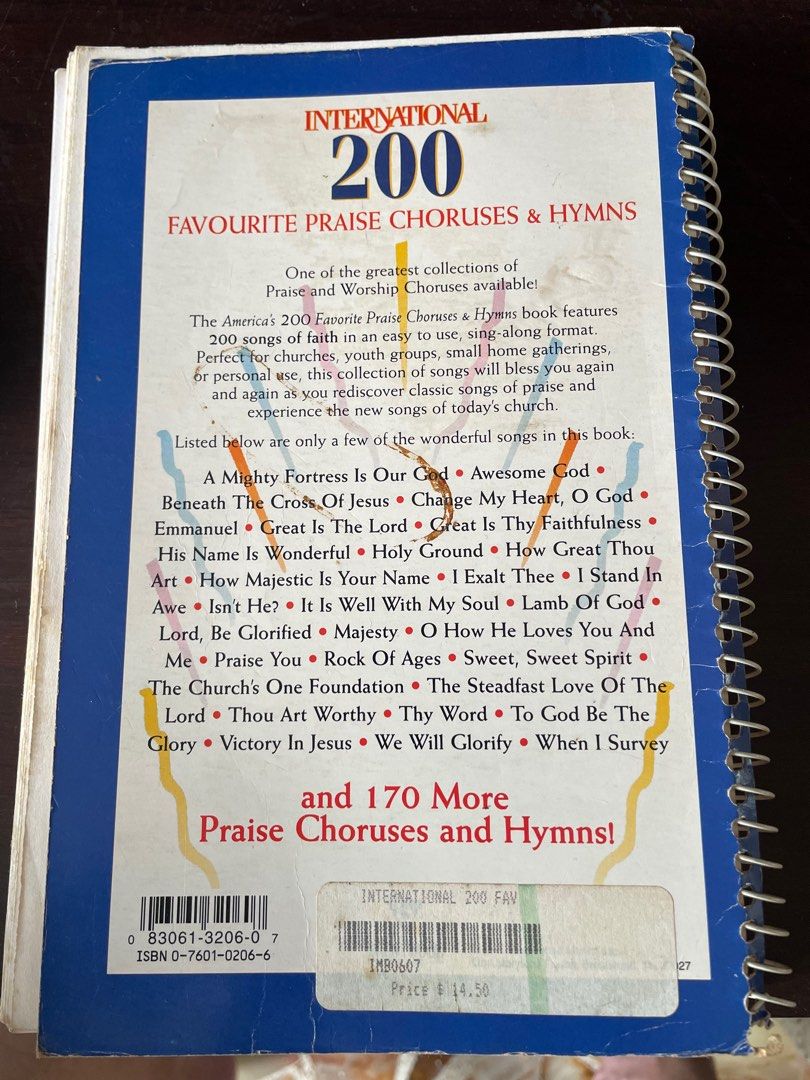 INTERNATIONAL
200
FAVOURITE PRAISE CHORUSES & HYMNS
One of the greatest collections of
Praise and Worship Choruses available!
The America's 200 Favorite Praise Choruses & Hymns book features
200 songs of faith in an easy to use, sing-along format.
Perfect for churches, youth groups, small home gatherings,
or personal use, this collection of songs will bless you again
and again as you rediscover classic songs of praise and
experience the new songs of today's church.
Listed below are only a few of the wonderful songs in this book:
A Mighty Fortress Is Our God • Awesome God •
Beneath The Cross Of Jesus • Change My Heart, O God •
Emmanuel • Great Is The Lord • Great Is Thy Faithfulness •
His Name Is Wonderful • Holy Ground • How Great Thou
Art • How Majestic Is Your Name • I Exalt Thee • I Stand In
Awe • Isn't He? • It Is Well With My Soul • Lamb Of God •
Lord, Be Glorified • Majesty • O How He Loves You And
Me • Praise You • Rock Of Ages • Sweet, Sweet Spirit •
The Church's One Foundation • The Steadfast Love Of The
Lord • Thou Art Worthy • Thy Word • To God Be The
Glory • Victory In Jesus • We Will Glorify • When I Survey
and 170 More
Praise Choruses and Hymns!
0 83061-3206-0 7
ISBN 0-7601-0206-6
INTERNATIONAL 200 FAV
IMB0607
Price $ 14.50
027